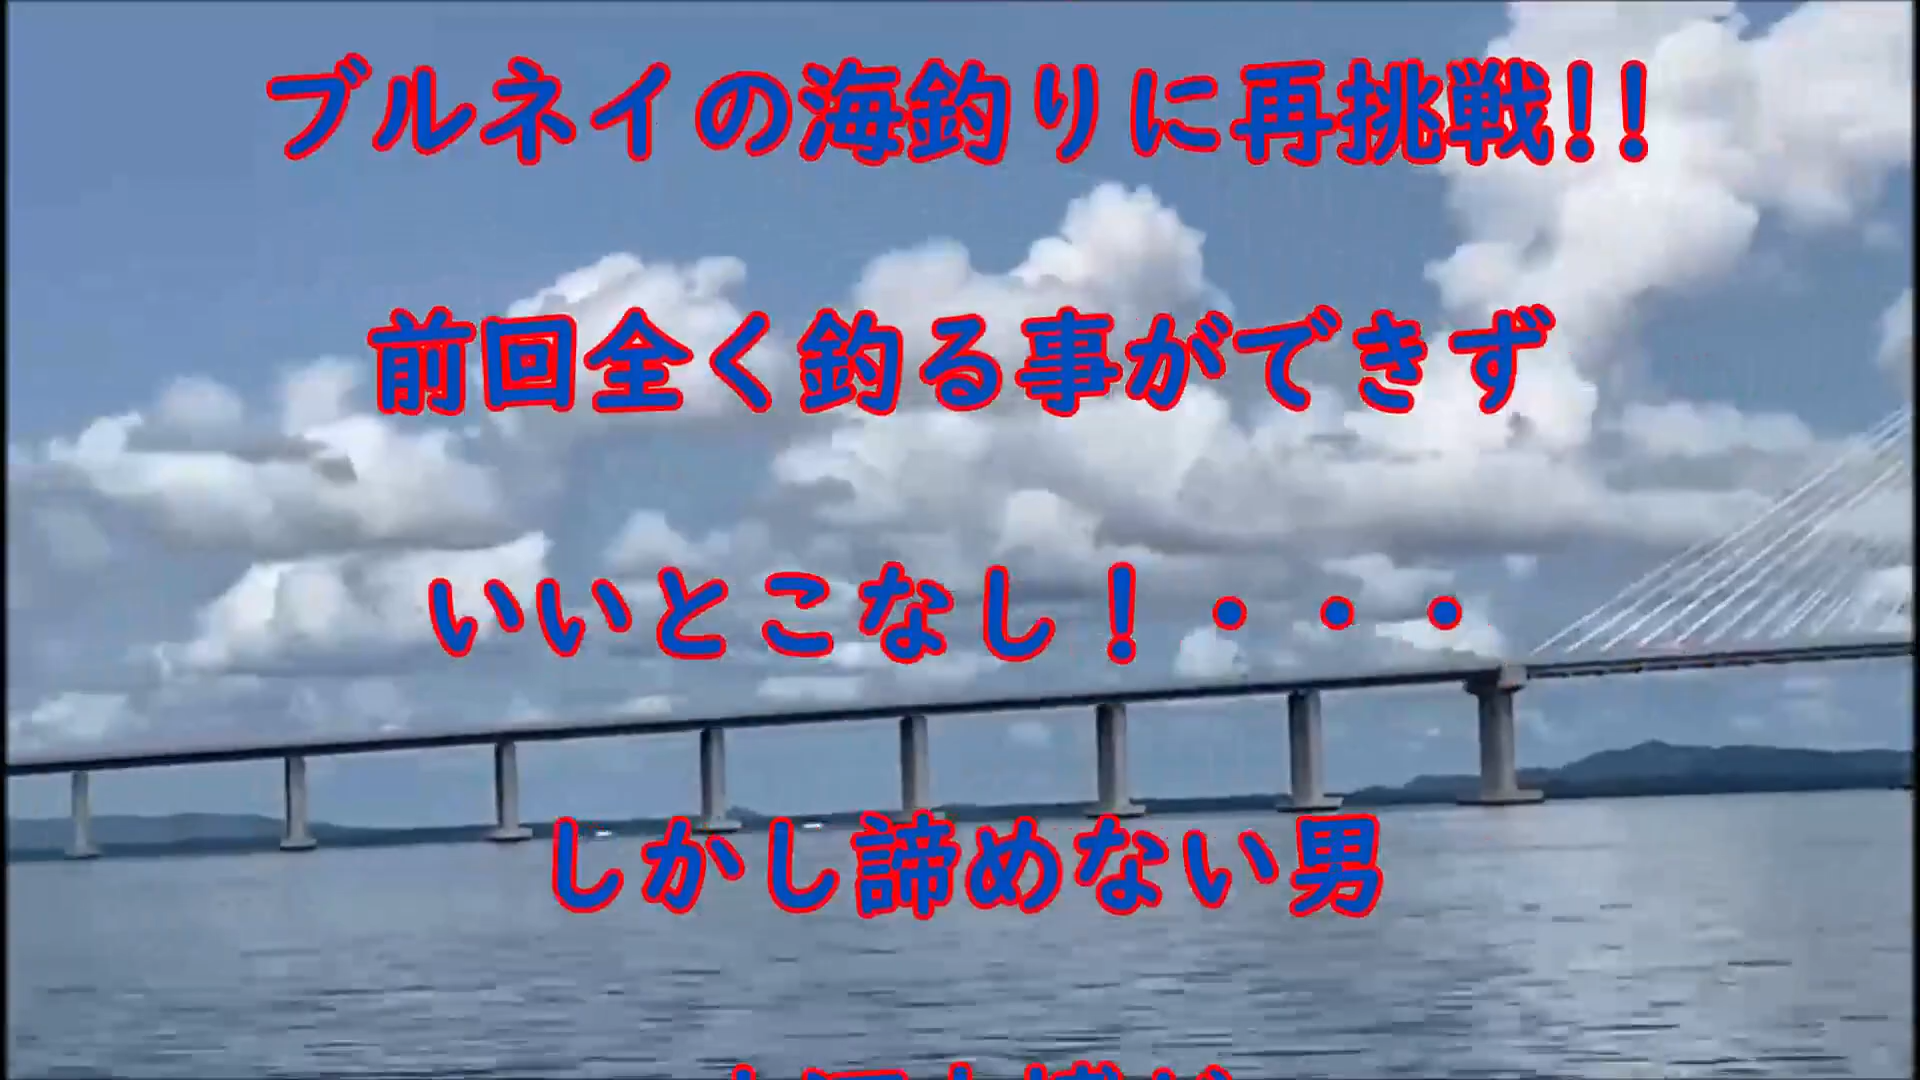 ブルネイの海釣りに再挑戦!!
前回全く釣る事ができず
いいとこなし！・・・
しかし諦めない男